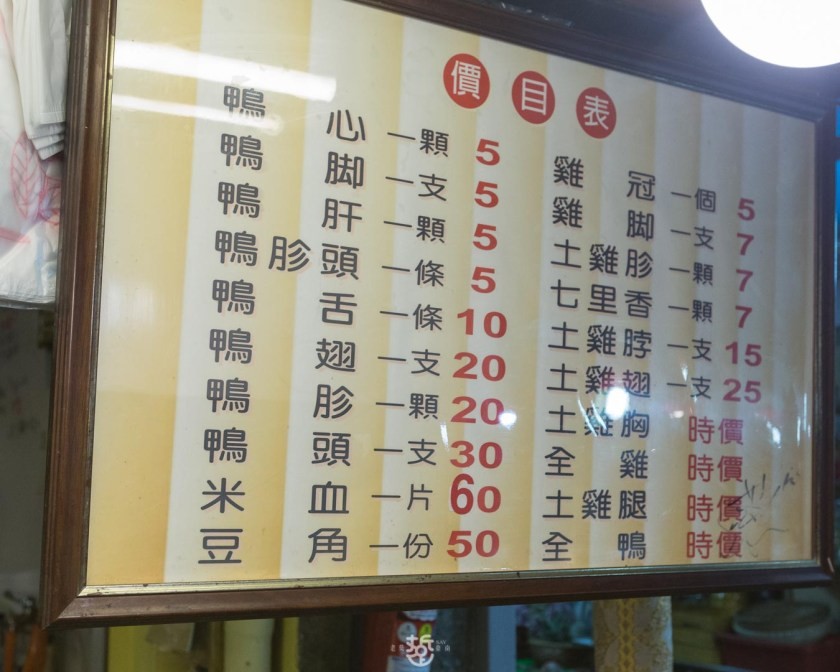 價目表
鴨心 一顆 5
鴨脚 一支 5
鴨肝 一顆 5
鴨胗頭 一條 5
鴨舌 一條 10
鴨翅 一支 20
鴨胗 一顆 20
鴨頭 一支 30
米血 一片 60
豆角 一份 50
雞冠 一個 5
雞脚 一支 7
土雞胗 一顆 7
七里香 一顆 7
土雞脖 一支 15
土雞翅 一支 25
土雞胸 時價
全雞 時價
土雞腿 時價
全鴨 時價